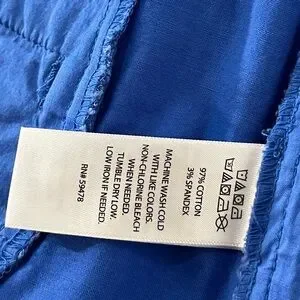 97% COTTON
3% SPANDEX
MACHINE WASH COLD
WITH LIKE COLORS.
NON-CHLORINE BLEACH
WHEN NEEDED.
TUMBLE DRY LOW.
LOW IRON IF NEEDED.
RN# 59478